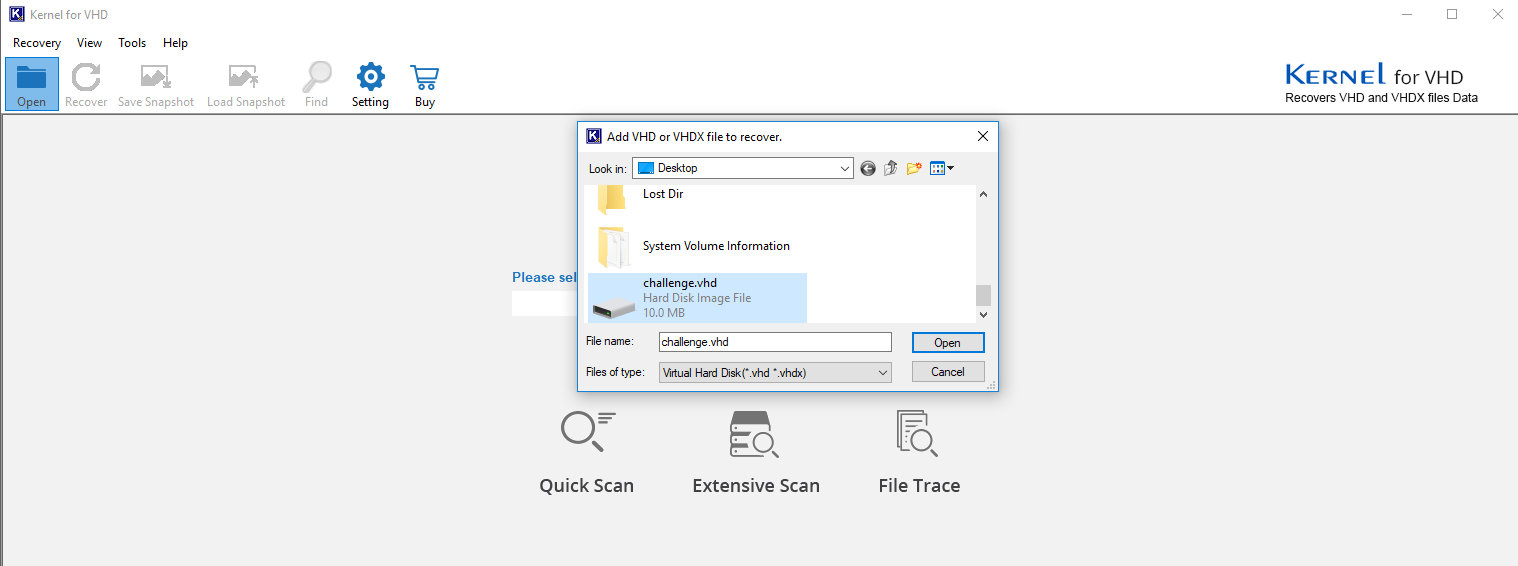 Kernel for VHD
Recovery View Tools Help
Open Recover Save Snapshot Load Snapshot Find Setting Buy
KERNEL for VHD
Recovers VHD and VHDX files Data
Add VHD or VHDX file to recover.
Look in: Desktop
Lost Dir
System Volume Information
Please sel
challenge.vhd
Hard Disk Image File
10.0 MB
File name: challenge.vhd Open
Files of type: Virtual Hard Disk(*.vhd *.vhdx) Cancel
Quick Scan Extensive Scan File Trace